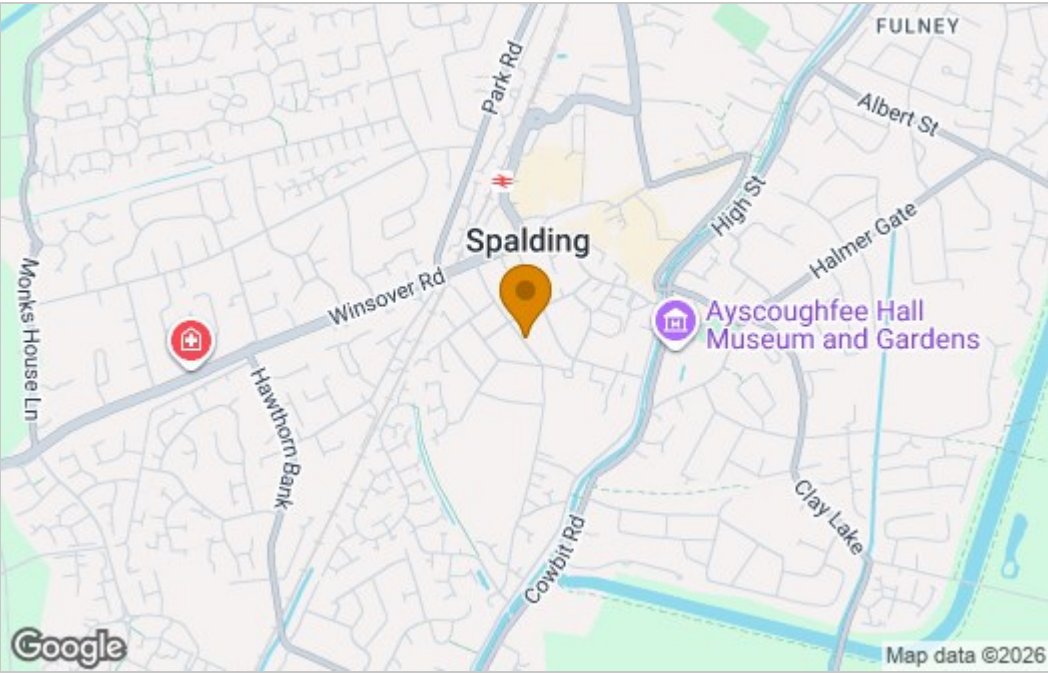 FULNEY
Park Rd
Albert St
High St
Halmer Gate
Spalding
Winsover Rd
Monks House Ln
Ayscoughfee Hall
Museum and Gardens
Hawthorn Bank
Clay Lake
Cowbit Rd
Google
Map data ©2026